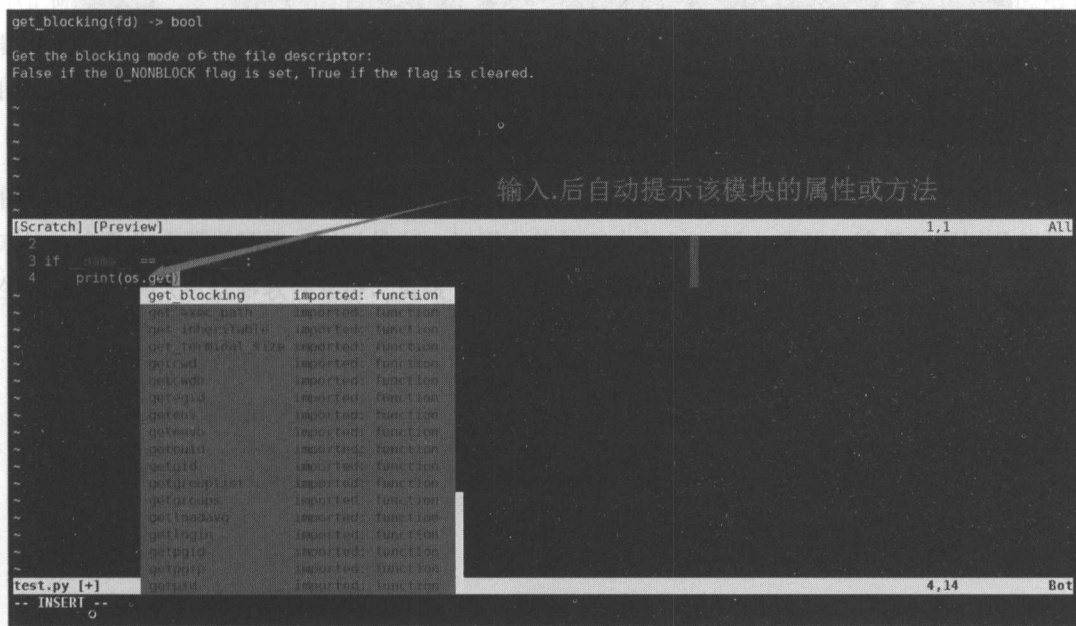 get_blocking(fd) -> bool
Get the blocking mode of the file descriptor:
False if the O_NONBLOCK flag is set, True if the flag is cleared.
~
~
~
~
~
~
~
输入.后自动提示该模块的属性或方法
[Scratch] [Preview] 1,1 All
2
3 if __name__ == :
4 print(os.get)
get_blocking imported: function
get_exec_path imported: function
get_inheritable imported: function
get_terminal_size imported: function
getcwd imported: function
getcwdb imported: function
getegid imported: function
getenv imported: function
getenvb imported: function
geteuid imported: function
getgid imported: function
getgrouplist imported: function
getgroups imported: function
getloadavg imported: function
getlogin imported: function
getpgid imported: function
getpgrp imported: function
getpid imported: function
test.py [+] 4,14 Bot
-- INSERT --